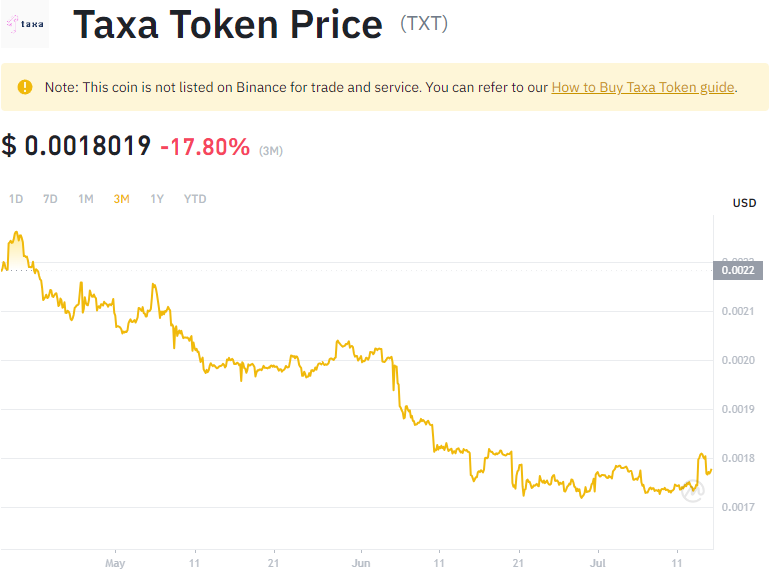 taxa
Taxa Token Price (TXT)
Note: This coin is not listed on Binance for trade and service. You can refer to our How to Buy Taxa Token guide.
$ 0.0018019 -17.80% (3M)
1D 7D 1M 3M 1Y YTD
USD
0.0022
0.0022
0.0021
0.0020
0.0019
0.0018
0.0017
May 11 21 Jun 11 21 Jul 11